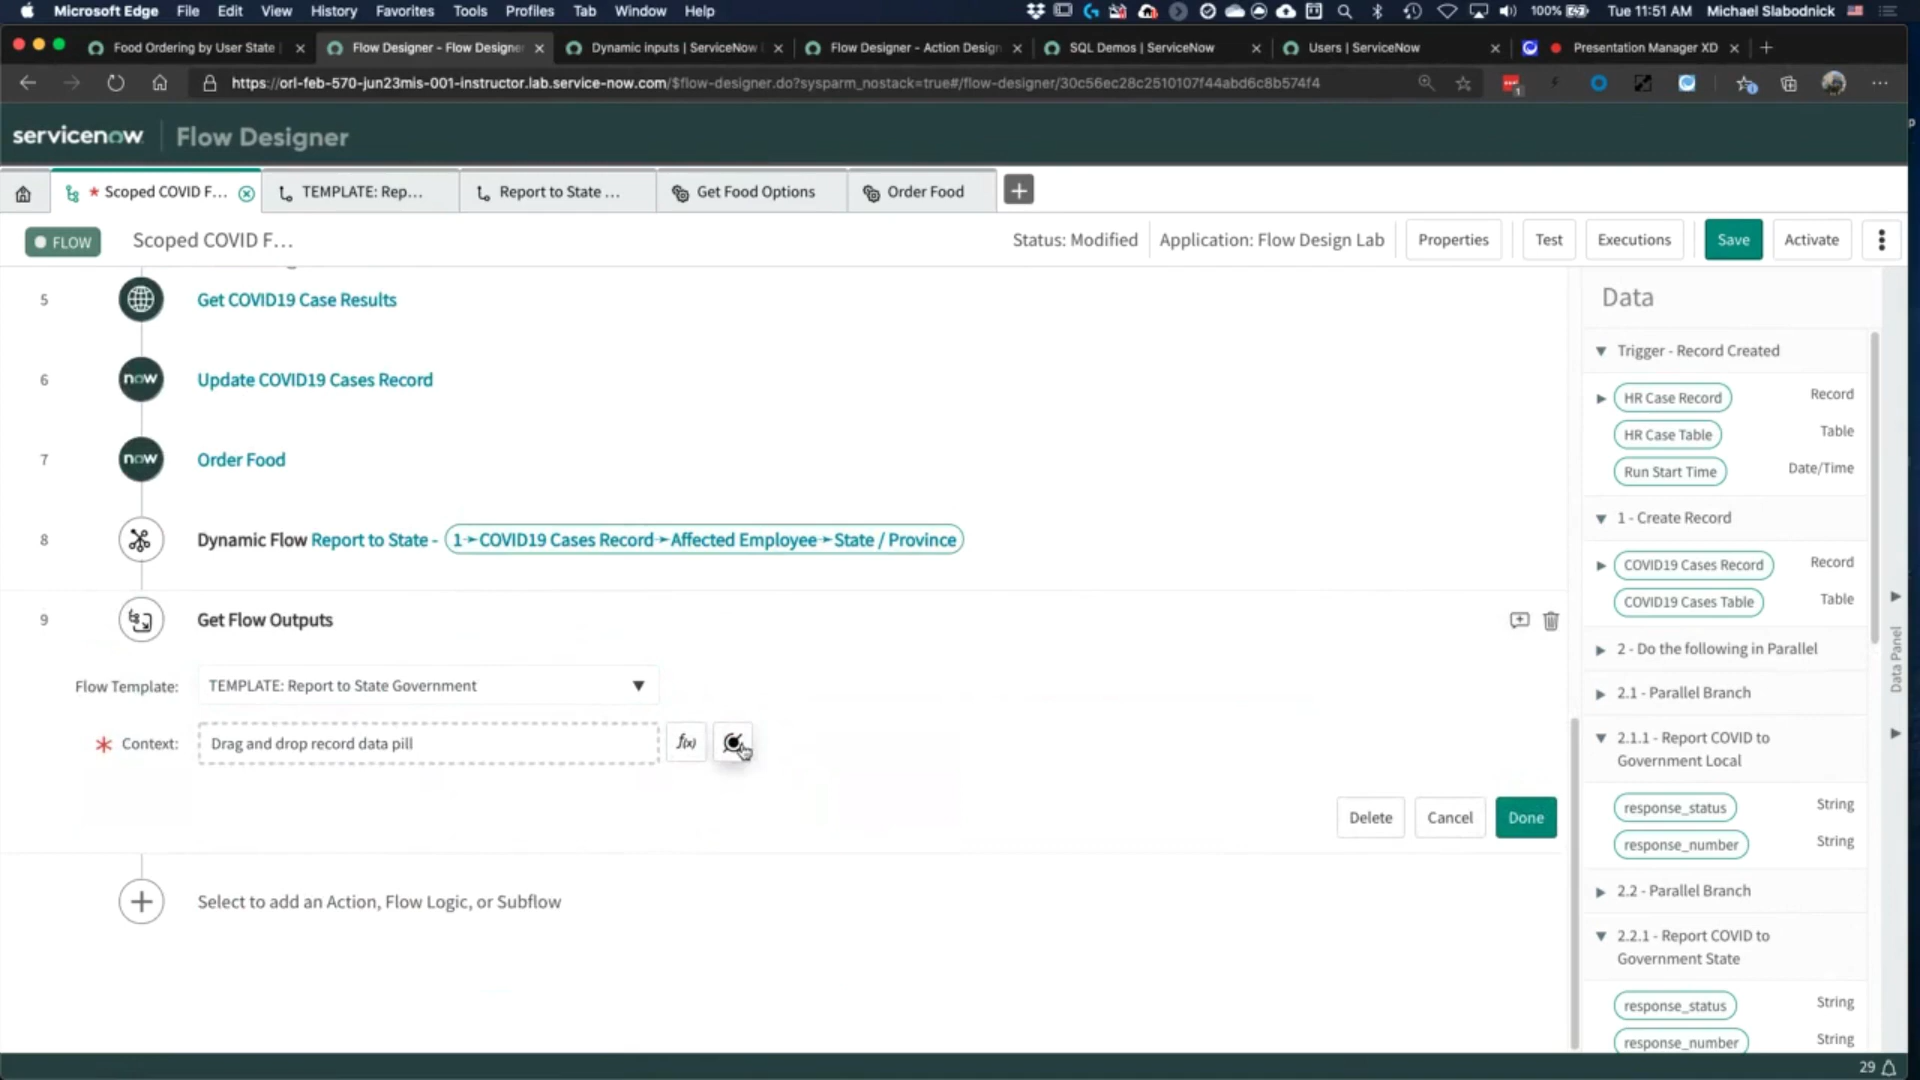 Microsoft Edge File Edit View History Favorites Tools Profiles Tab Window Help 100% Tue 11:51 AM Michael Slabodnick
Food Ordering by User State | Flow Designer - Flow Designer Dynamic inputs | ServiceNow Flow Designer - Action Design SQL Demos | ServiceNow Users | ServiceNow Presentation Manager XD
https://orl-feb-570-jun23mis-001-instructor.lab.service-now.com/$flow-designer.do?sysparm_nostack=true#/flow-designer/30c56ec28c2510107f44abd6c8b574f4
servicenow Flow Designer
* Scoped COVID F... TEMPLATE: Rep... Report to State ... Get Food Options Order Food
FLOW Scoped COVID F... Status: Modified Application: Flow Design Lab Properties Test Executions Save Activate
5 Get COVID19 Case Results
6 now Update COVID19 Cases Record
7 now Order Food
8 Dynamic Flow Report to State - 1➛COVID19 Cases Record➛Affected Employee➛State / Province
9 Get Flow Outputs
Flow Template: TEMPLATE: Report to State Government
* Context: Drag and drop record data pill f(x)
Delete Cancel Done
Select to add an Action, Flow Logic, or Subflow
Data
Trigger - Record Created
HR Case Record Record
HR Case Table Table
Run Start Time Date/Time
1 - Create Record
COVID19 Cases Record Record
COVID19 Cases Table Table
2 - Do the following in Parallel
2.1 - Parallel Branch
2.1.1 - Report COVID to
Government Local
response_status String
response_number String
2.2 - Parallel Branch
2.2.1 - Report COVID to
Government State
response_status String
response_number String
Data Panel
29